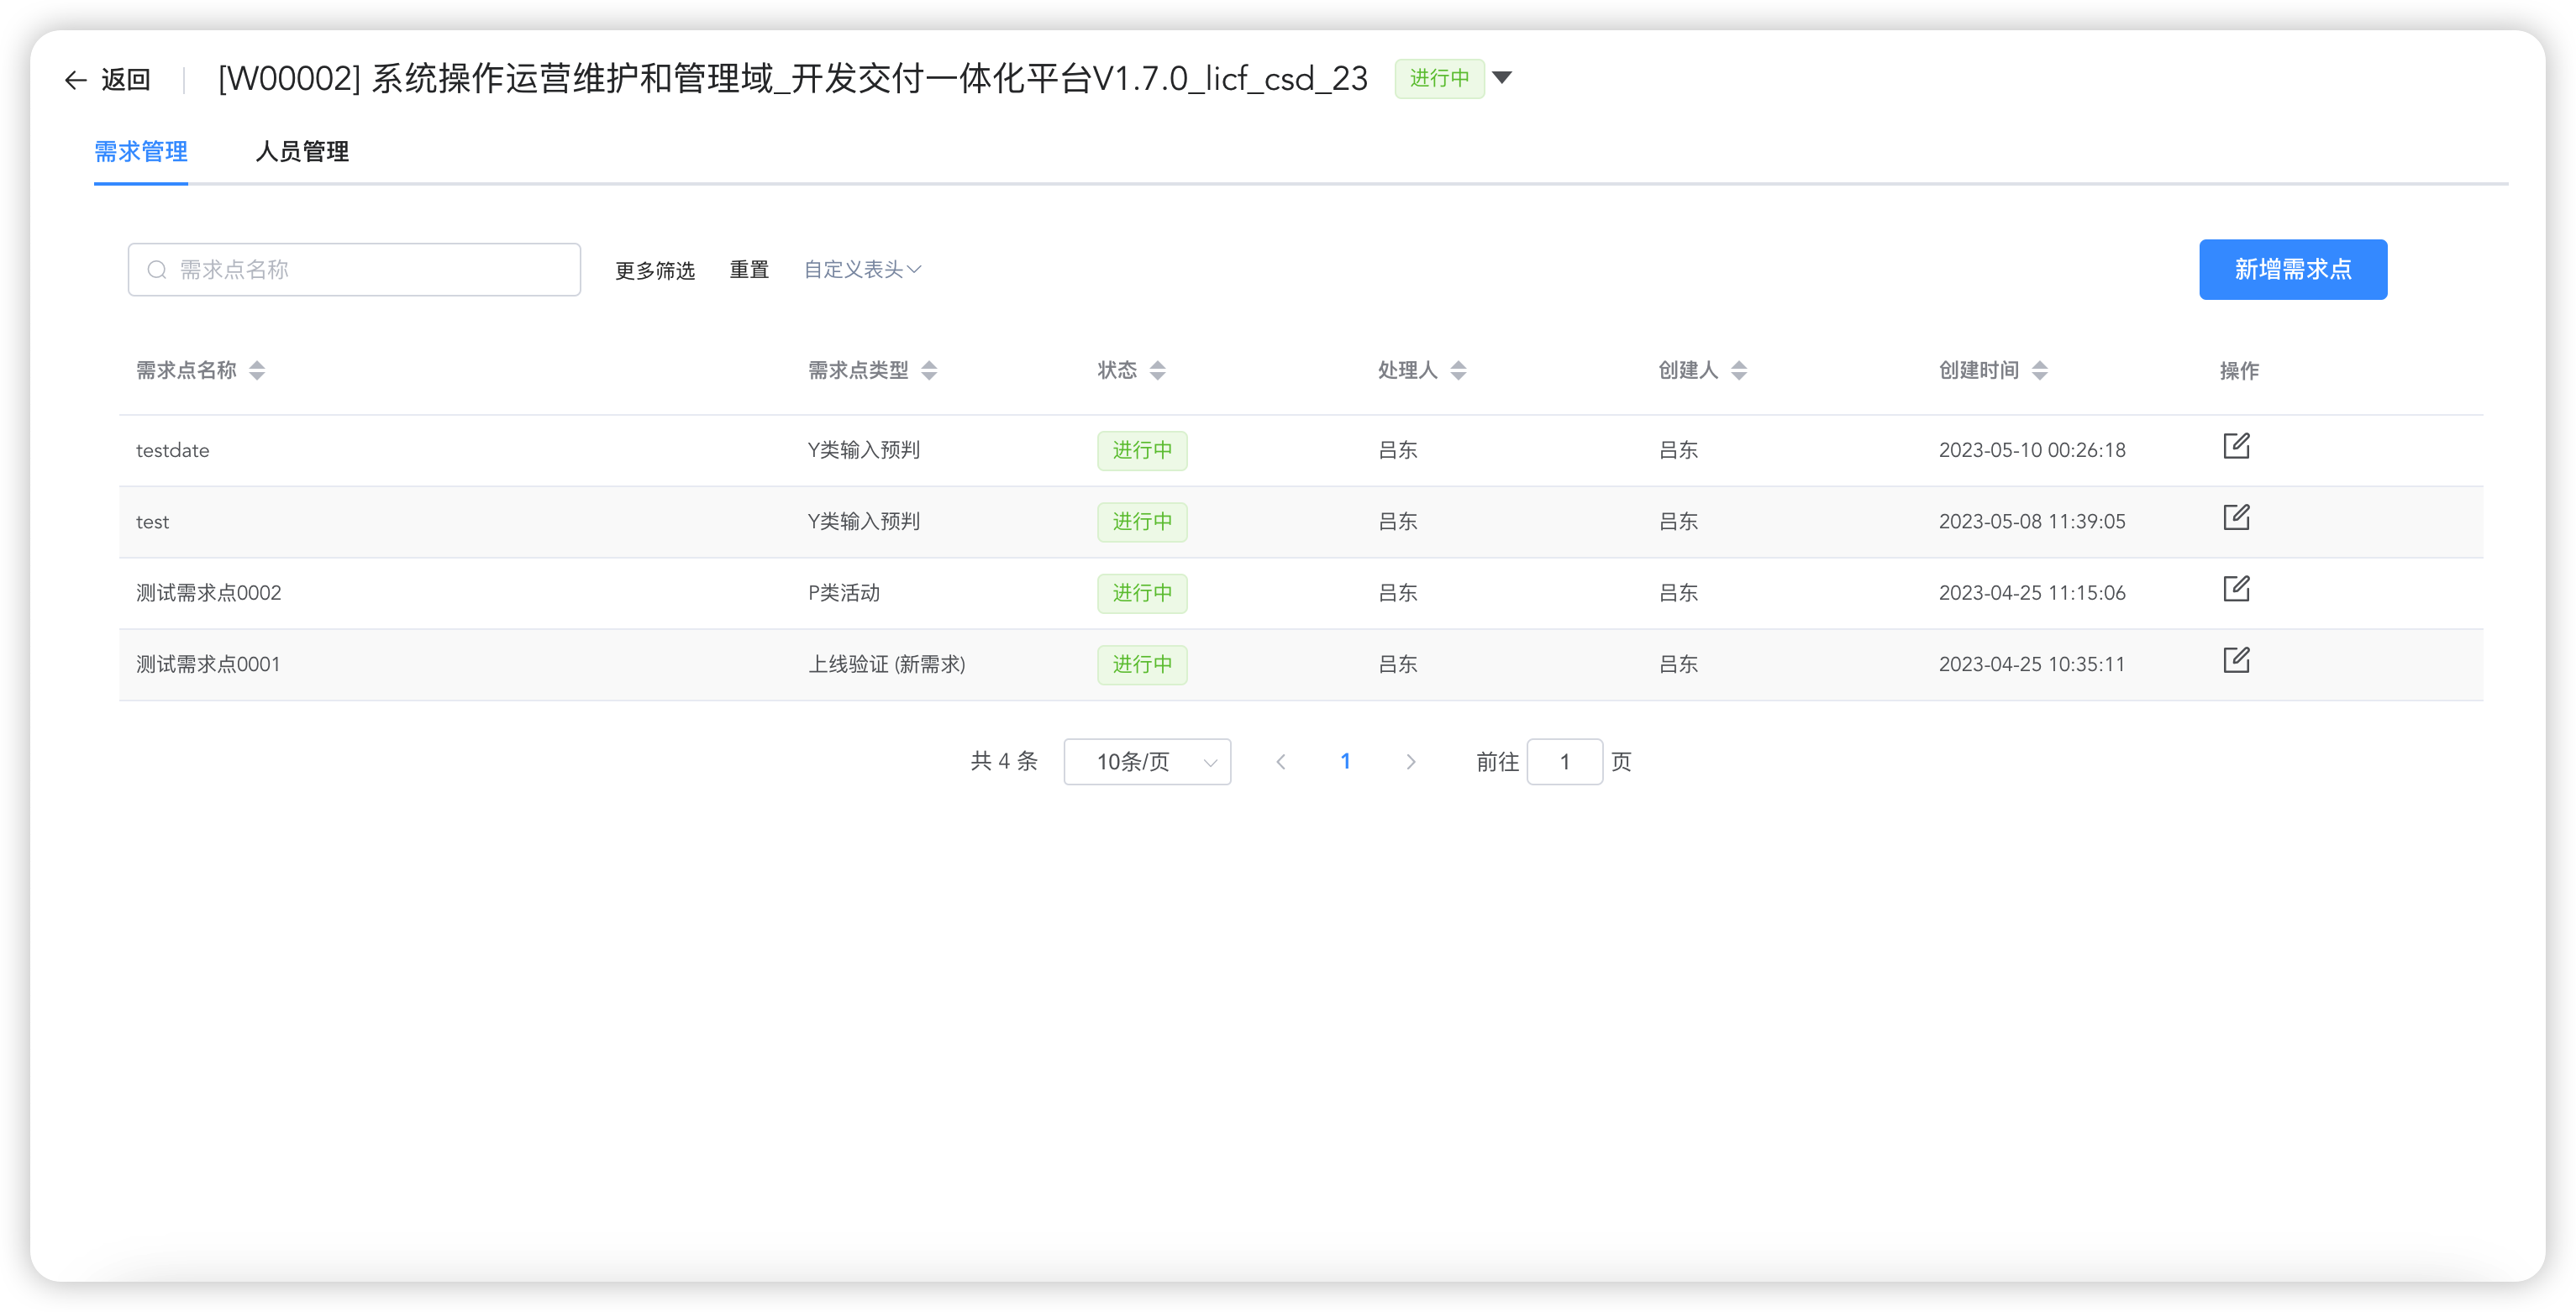 返回 [W00002] 系统操作运营维护和管理域_开发交付一体化平台V1.7.0_licf_csd_23 进行中
需求管理 人员管理
需求点名称 更多筛选 重置 自定义表头 新增需求点
需求点名称 需求点类型 状态 处理人 创建人 创建时间 操作
testdate Y类输入预判 进行中 吕东 吕东 2023-05-10 00:26:18
test Y类输入预判 进行中 吕东 吕东 2023-05-08 11:39:05
测试需求点0002 P类活动 进行中 吕东 吕东 2023-04-25 11:15:06
测试需求点0001 上线验证 (新需求) 进行中 吕东 吕东 2023-04-25 10:35:11
共 4 条 10条/页 1 前往 1 页